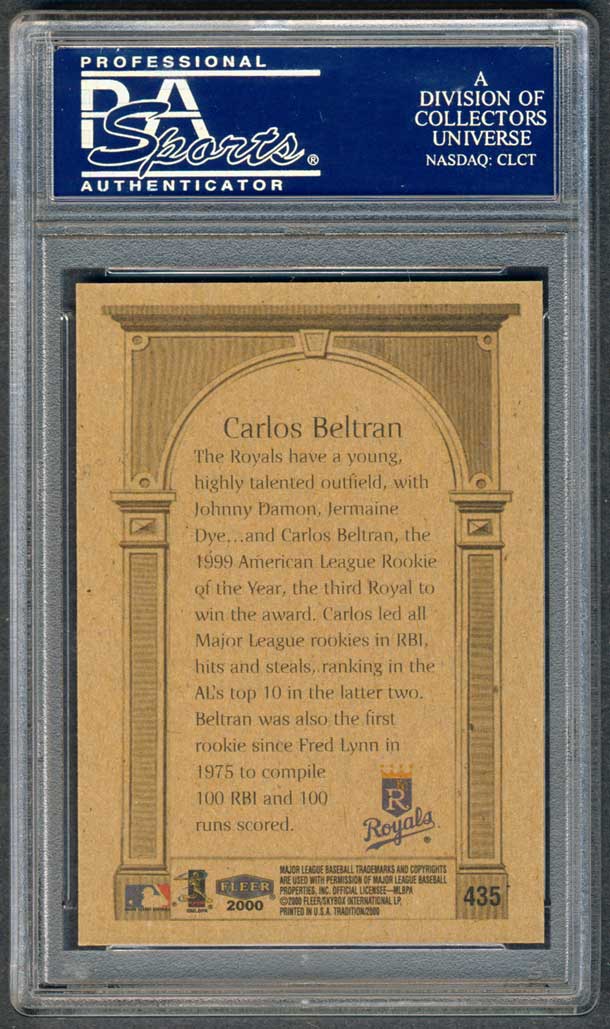 PROFESSIONAL
PSA
Sports®
AUTHENTICATOR
A
DIVISION OF
COLLECTORS
UNIVERSE
NASDAQ: CLCT
Carlos Beltran
The Royals have a young,
highly talented outfield, with
Johnny Damon, Jermaine
Dye...and Carlos Beltran, the
1999 American League Rookie
of the Year, the third Royal to
win the award. Carlos led all
Major League rookies in RBI,
hits and steals, ranking in the
AL's top 10 in the latter two.
Beltran was also the first
rookie since Fred Lynn in
1975 to compile
100 RBI and 100
runs scored.
R
Royals®
FLEER
2000
MAJOR LEAGUE BASEBALL TRADEMARKS AND COPYRIGHTS
ARE USED WITH PERMISSION OF MAJOR LEAGUE BASEBALL
PROPERTIES, INC. OFFICIAL LICENSEE—MLBPA
©2000 FLEER/SKYBOX INTERNATIONAL LP.
PRINTED IN U.S.A. TRADITION/2000
435